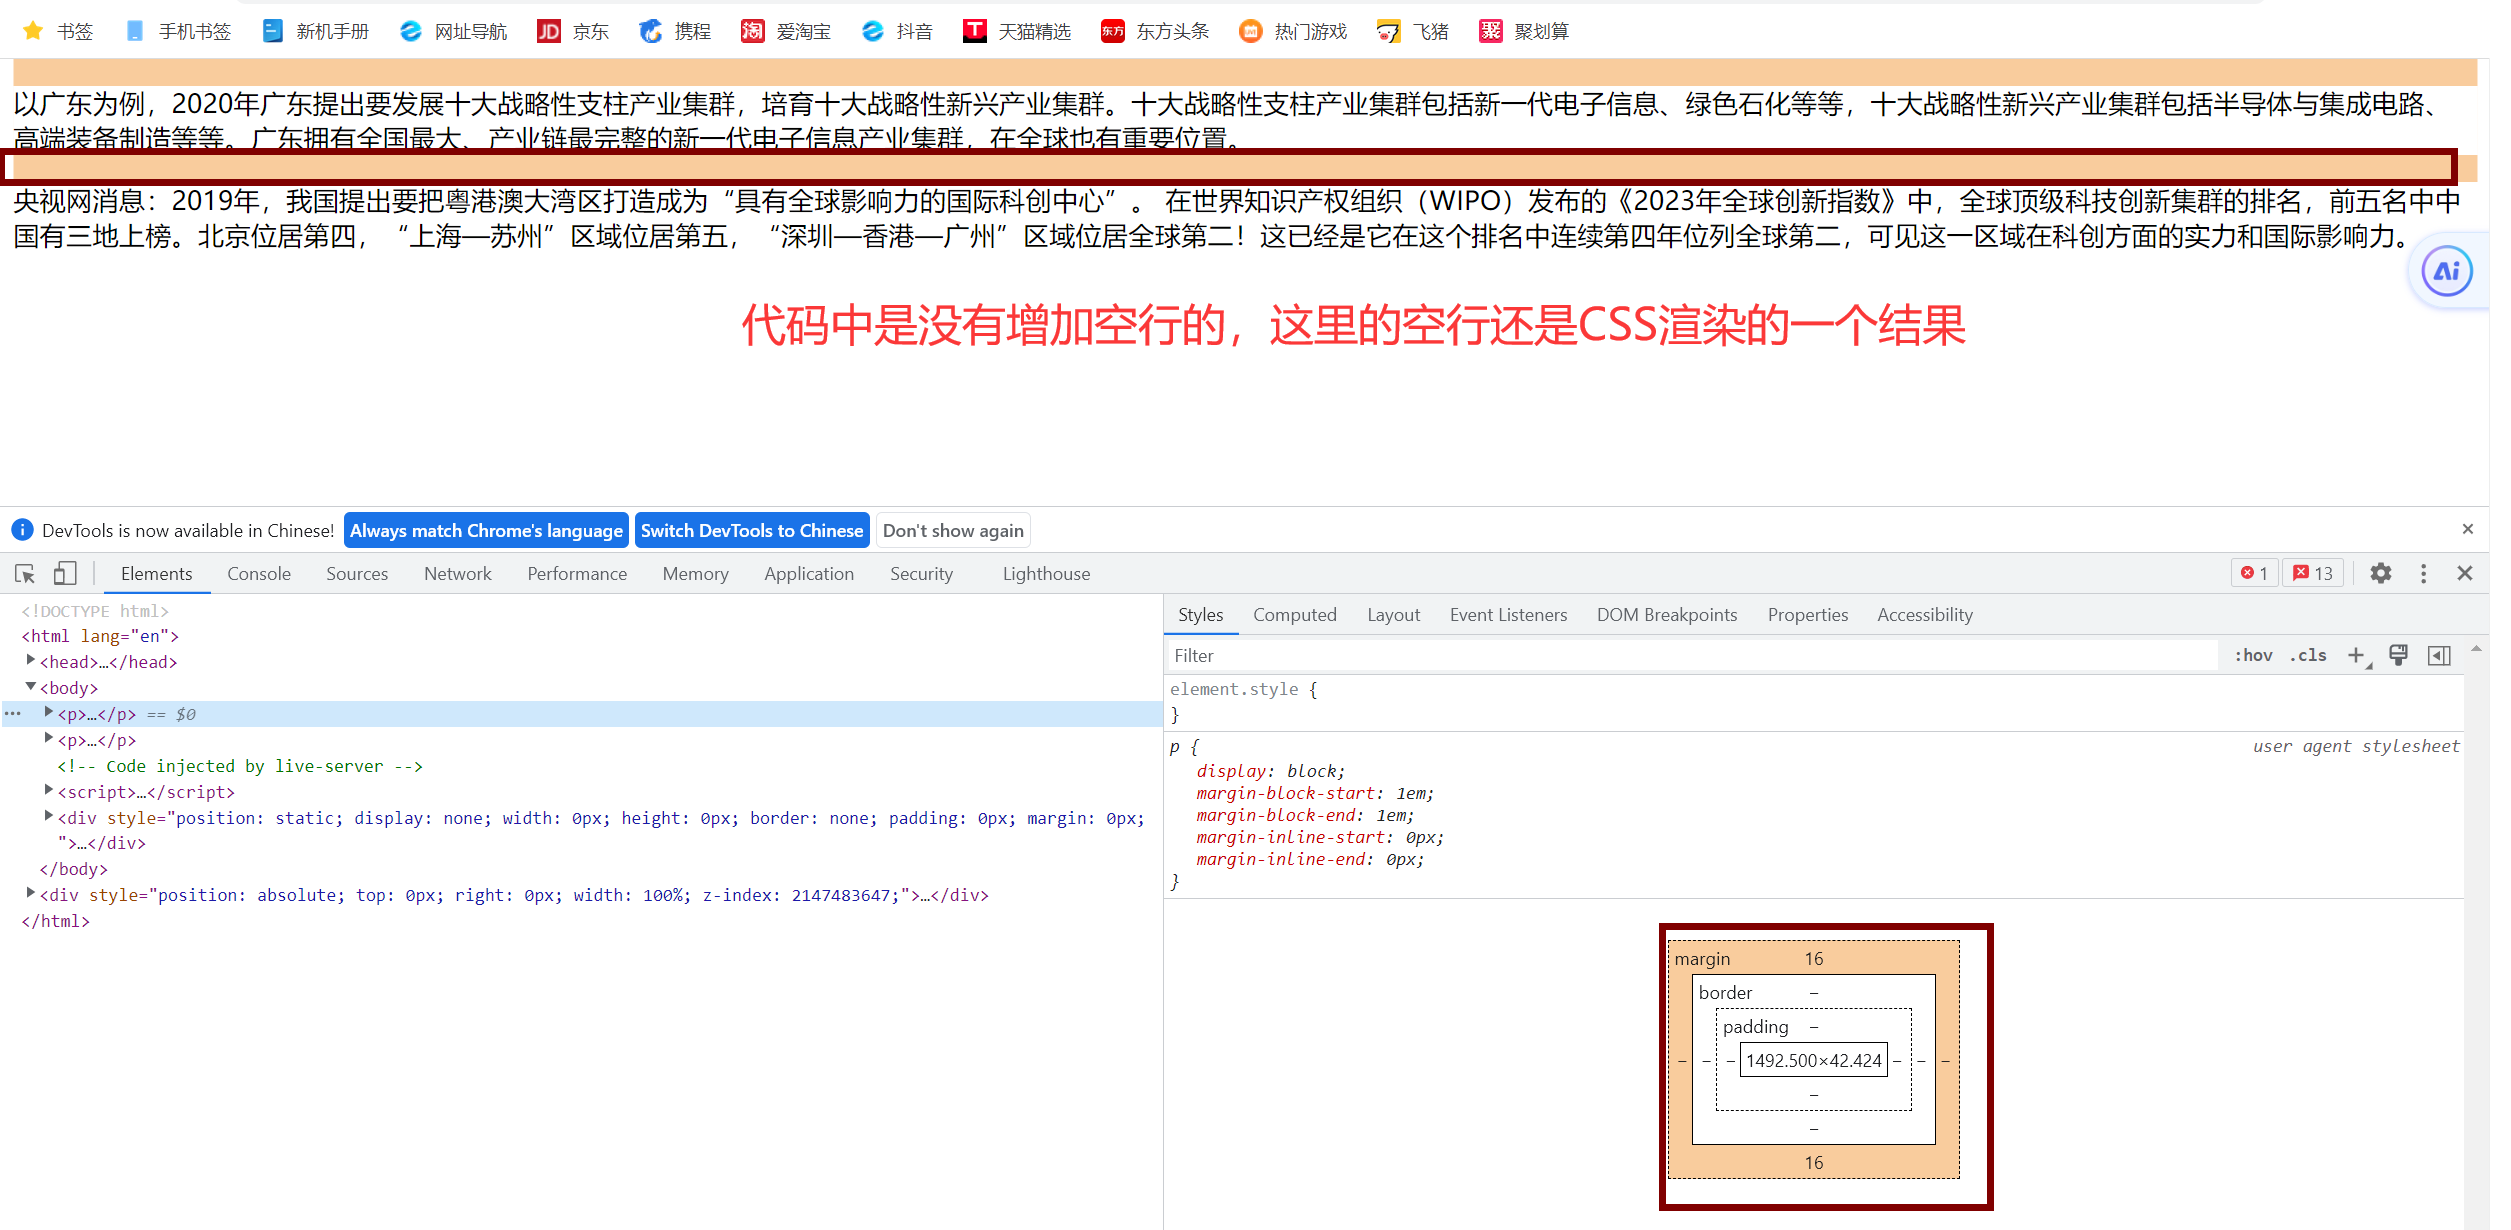 书签 手机书签 新机手册 网址导航 JD 京东 携程 淘 爱淘宝 抖音 T 天猫精选 东方 东方头条 LIVE 热门游戏 飞猪 聚 聚划算
以广东为例，2020年广东提出要发展十大战略性支柱产业集群，培育十大战略性新兴产业集群。十大战略性支柱产业集群包括新一代电子信息、绿色石化等等，十大战略性新兴产业集群包括半导体与集成电路、
高端装备制造等等。广东拥有全国最大、产业链最完整的新一代电子信息产业集群，在全球也有重要位置。
央视网消息：2019年，我国提出要把粤港澳大湾区打造成为“具有全球影响力的国际科创中心”。 在世界知识产权组织（WIPO）发布的《2023年全球创新指数》中，全球顶级科技创新集群的排名，前五名中中
国有三地上榜。北京位居第四，“上海—苏州”区域位居第五，“深圳—香港—广州”区域位居全球第二！这已经是它在这个排名中连续第四年位列全球第二，可见这一区域在科创方面的实力和国际影响力。
Ai
代码中是没有增加空行的，这里的空行还是CSS渲染的一个结果
DevTools is now available in Chinese! Always match Chrome's language Switch DevTools to Chinese Don't show again
Elements Console Sources Network Performance Memory Application Security Lighthouse 1 13
<!DOCTYPE html>
<html lang="en">
<head>…</head>
<body>
<p>…</p> == $0
<p>…</p>
<!-- Code injected by live-server -->
<script>…</script>
<div style="position: static; display: none; width: 0px; height: 0px; border: none; padding: 0px; margin: 0px;
">…</div>
</body>
<div style="position: absolute; top: 0px; right: 0px; width: 100%; z-index: 2147483647;">…</div>
</html>
Styles Computed Layout Event Listeners DOM Breakpoints Properties Accessibility
Filter :hov .cls
element.style {
}
p { user agent stylesheet
display: block;
margin-block-start: 1em;
margin-block-end: 1em;
margin-inline-start: 0px;
margin-inline-end: 0px;
}
margin 16
border –
padding –
– – – 1492.500×42.424 – – –
–
–
16